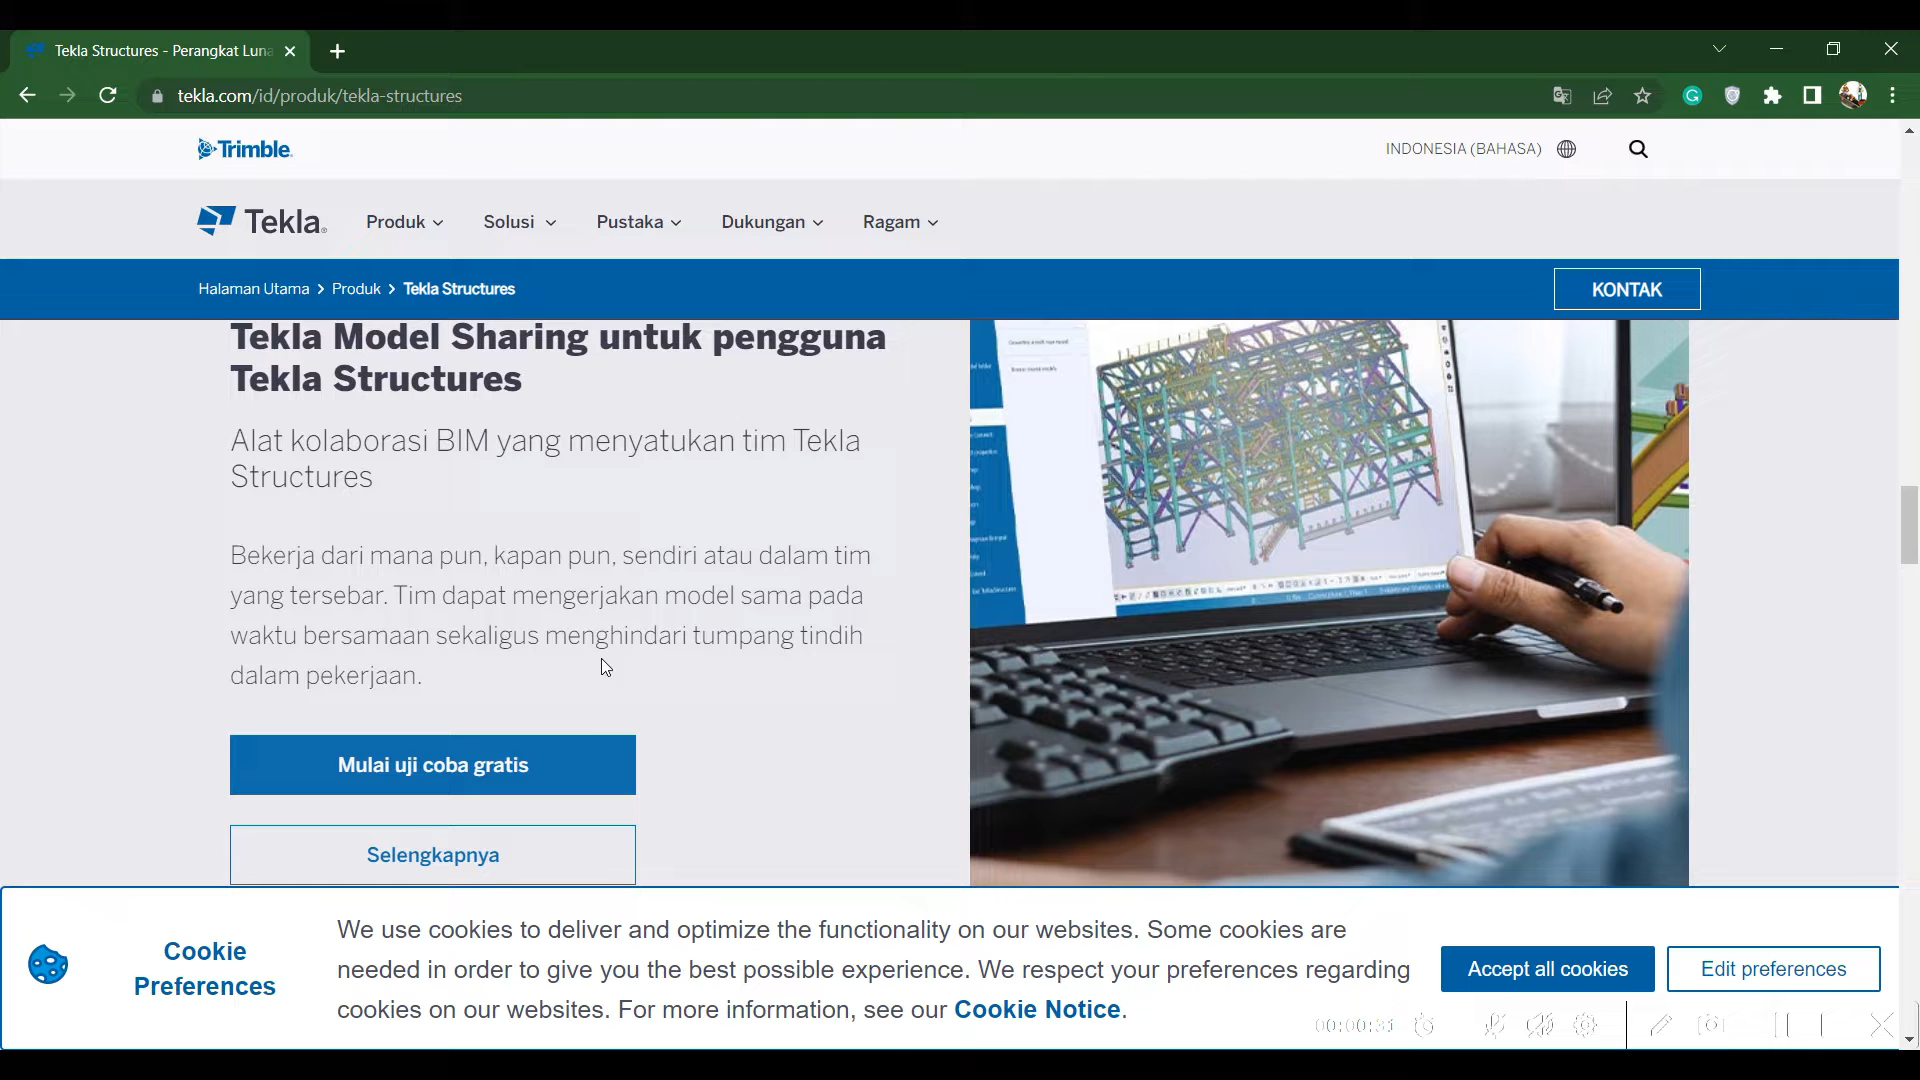 Tekla Structures - Perangkat Luna
tekla.com/id/produk/tekla-structures
Trimble
INDONESIA (BAHASA)
Tekla
Produk
Solusi
Pustaka
Dukungan
Ragam
Halaman Utama > Produk > Tekla Structures
KONTAK
Tekla Model Sharing untuk pengguna
Tekla Structures
Alat kolaborasi BIM yang menyatukan tim Tekla
Structures
Bekerja dari mana pun, kapan pun, sendiri atau dalam tim
yang tersebar. Tim dapat mengerjakan model sama pada
waktu bersamaan sekaligus menghindari tumpang tindih
dalam pekerjaan.
Mulai uji coba gratis
Selengkapnya
Cookie
Preferences
We use cookies to deliver and optimize the functionality on our websites. Some cookies are
needed in order to give you the best possible experience. We respect your preferences regarding
cookies on our websites. For more information, see our Cookie Notice.
Accept all cookies
Edit preferences
00:00:31